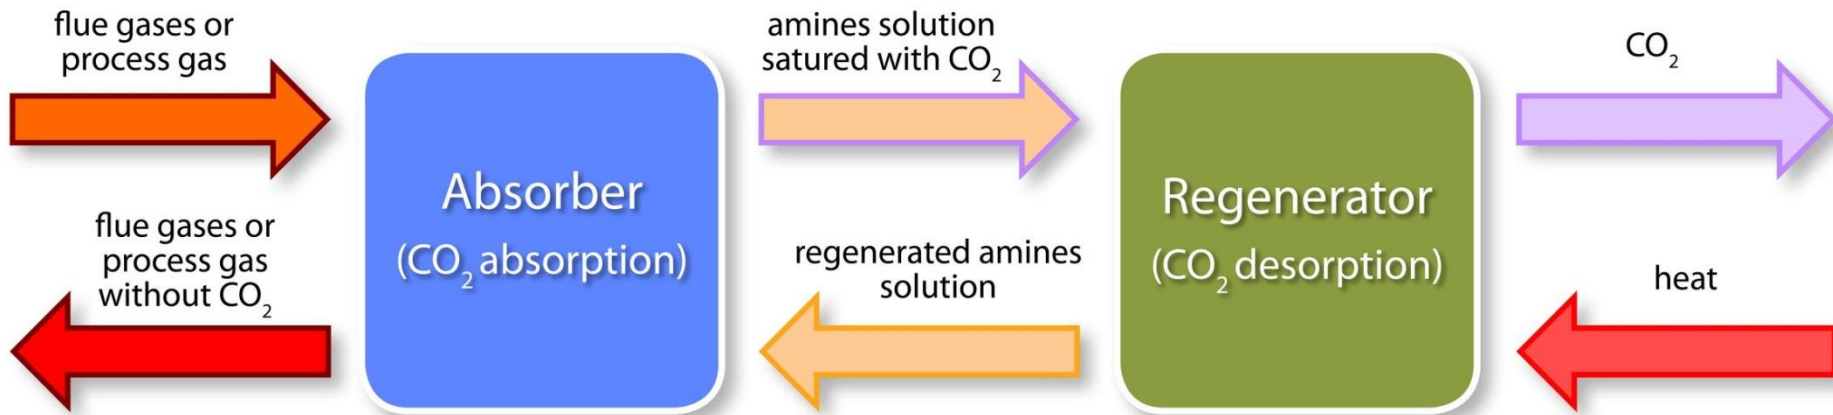 flue gases or
process gas
amines solution
satured with CO₂
CO₂
Absorber
(CO₂ absorption)
Regenerator
(CO₂ desorption)
flue gases or
process gas
without CO₂
regenerated amines
solution
heat